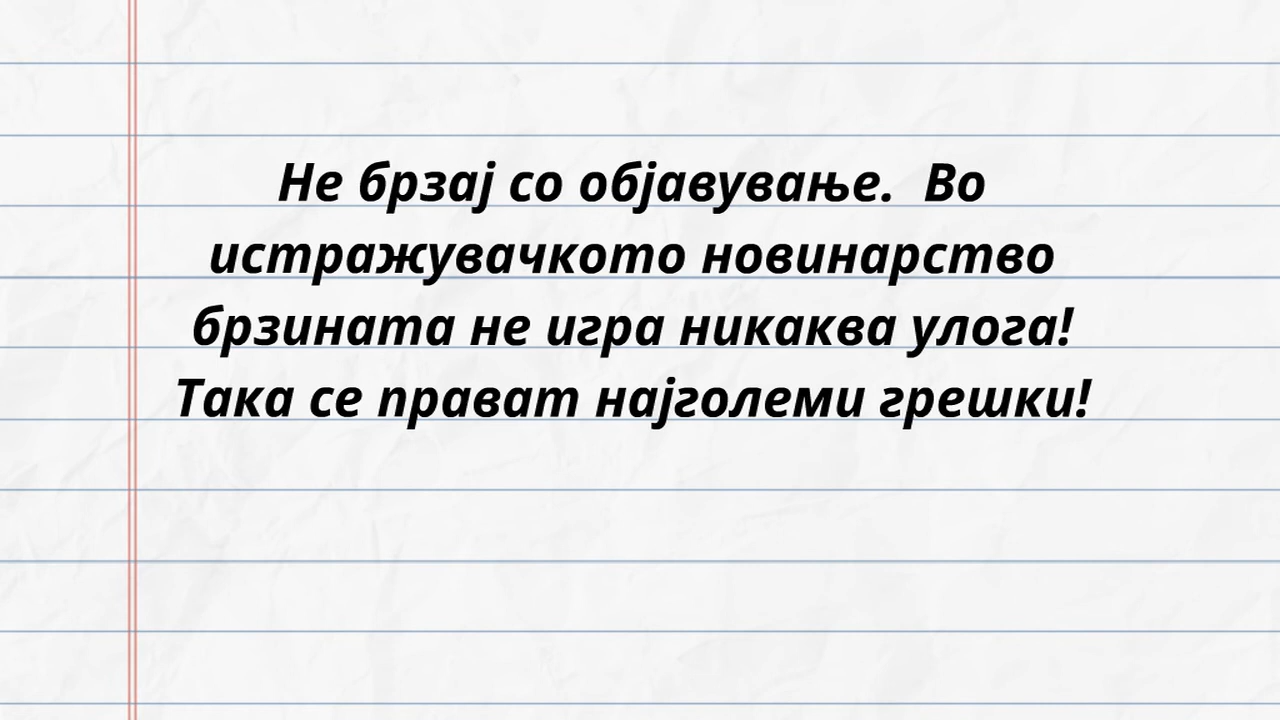 Не брзај со објавување.  Во
истражувачкото новинарство
брзината не игра никаква улога!
Така се прават најголеми грешки!